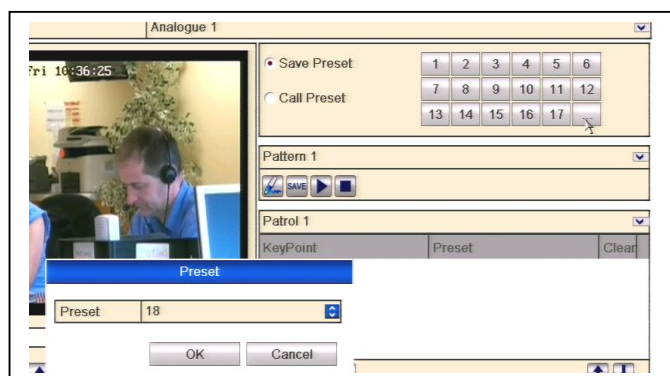 Analogue 1
Fri 10:36:25
Save Preset
1 2 3 4 5 6
Call Preset
7 8 9 10 11 12
13 14 15 16 17 ...
Pattern 1
SAVE
Patrol 1
KeyPoint Preset Clear
Preset
Preset 18
OK Cancel